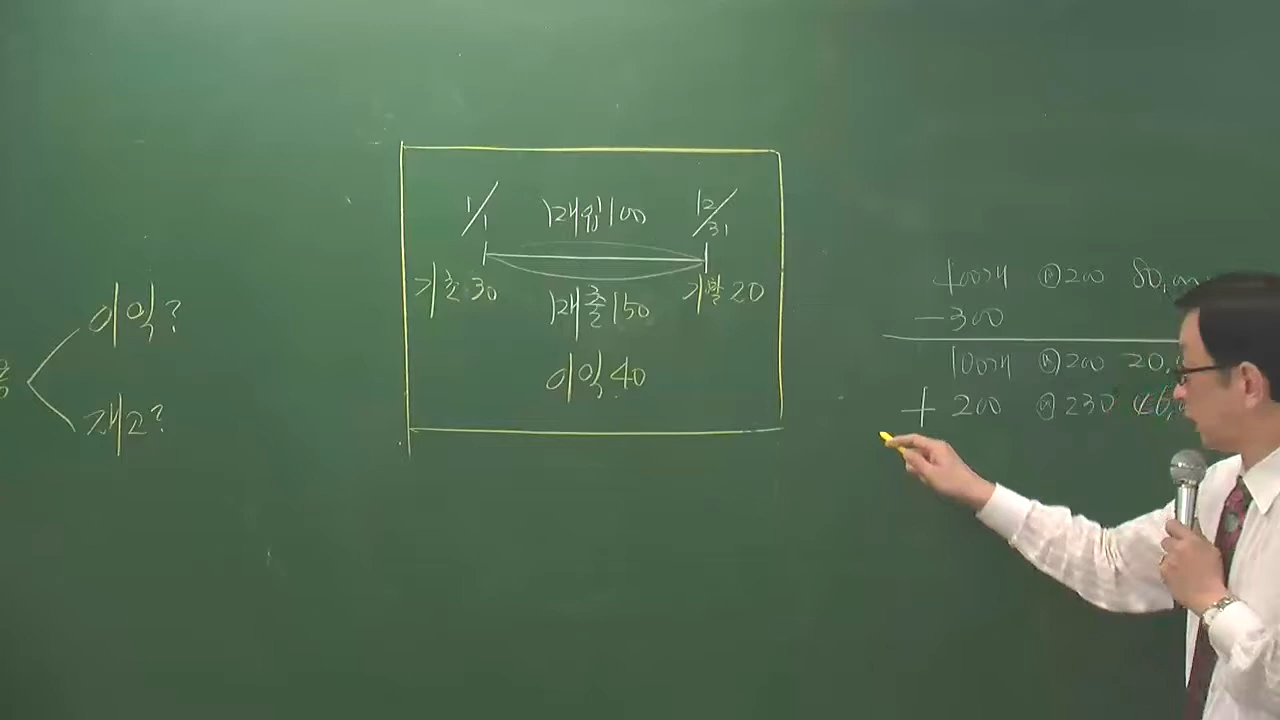 이익?
재고?
1/1 매입100 12/31
기초30 매출150 기말20
이익40
400개 @200 80,000
-300
100개 @200 20,
+ 200 @230 46,